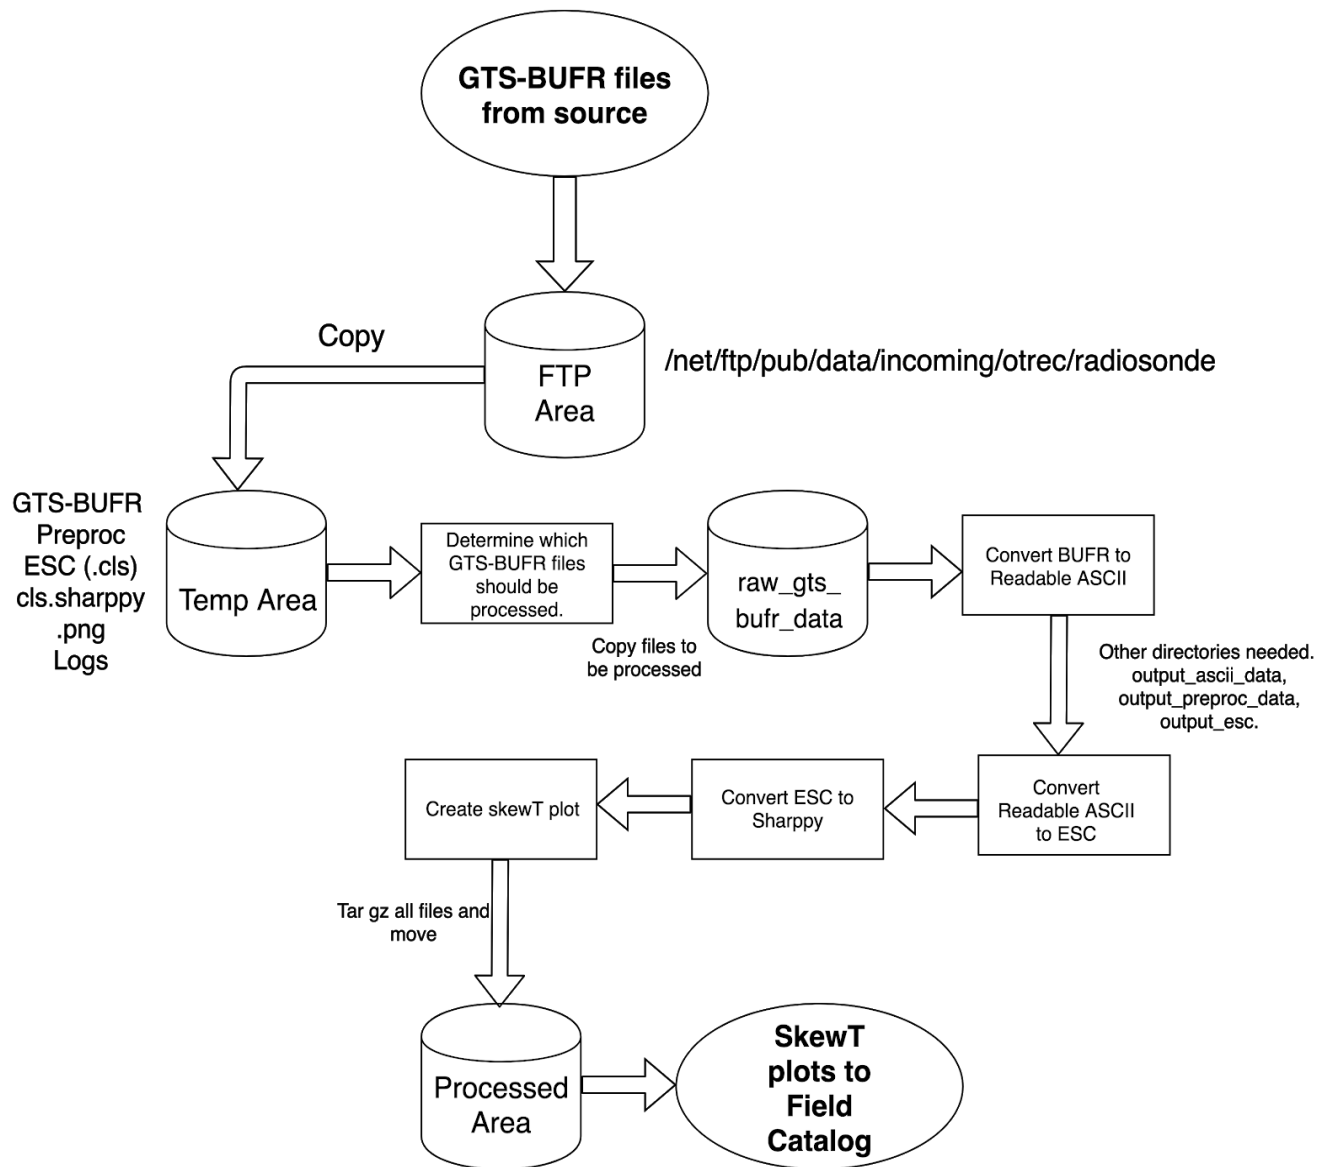 GTS-BUFR files
from source
Copy
FTP
Area
/net/ftp/pub/data/incoming/otrec/radiosonde
GTS-BUFR
Preproc
ESC (.cls)
cls.sharppy
.png
Logs
Temp Area
Determine which
GTS-BUFR files
should be
processed.
Copy files to
be processed
raw_gts_
bufr_data
Convert BUFR to
Readable ASCII
Other directories needed.
output_ascii_data,
output_preproc_data,
output_esc.
Convert
Readable ASCII
to ESC
Convert ESC to
Sharppy
Create skewT plot
Tar gz all files and
move
Processed
Area
SkewT
plots to
Field
Catalog